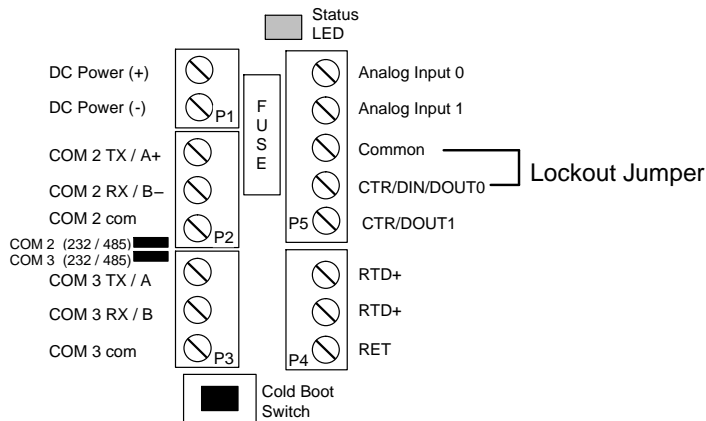 Status
LED
DC Power (+)
DC Power (-)
P1
COM 2 TX / A+
COM 2 RX / B–
COM 2 com
P2
COM 2 (232 / 485)
COM 3 (232 / 485)
COM 3 TX / A
COM 3 RX / B
COM 3 com
P3
F
U
S
E
Analog Input 0
Analog Input 1
Common
CTR/DIN/DOUT0
Lockout Jumper
P5
CTR/DOUT1
RTD+
RTD+
P4
RET
Cold Boot
Switch